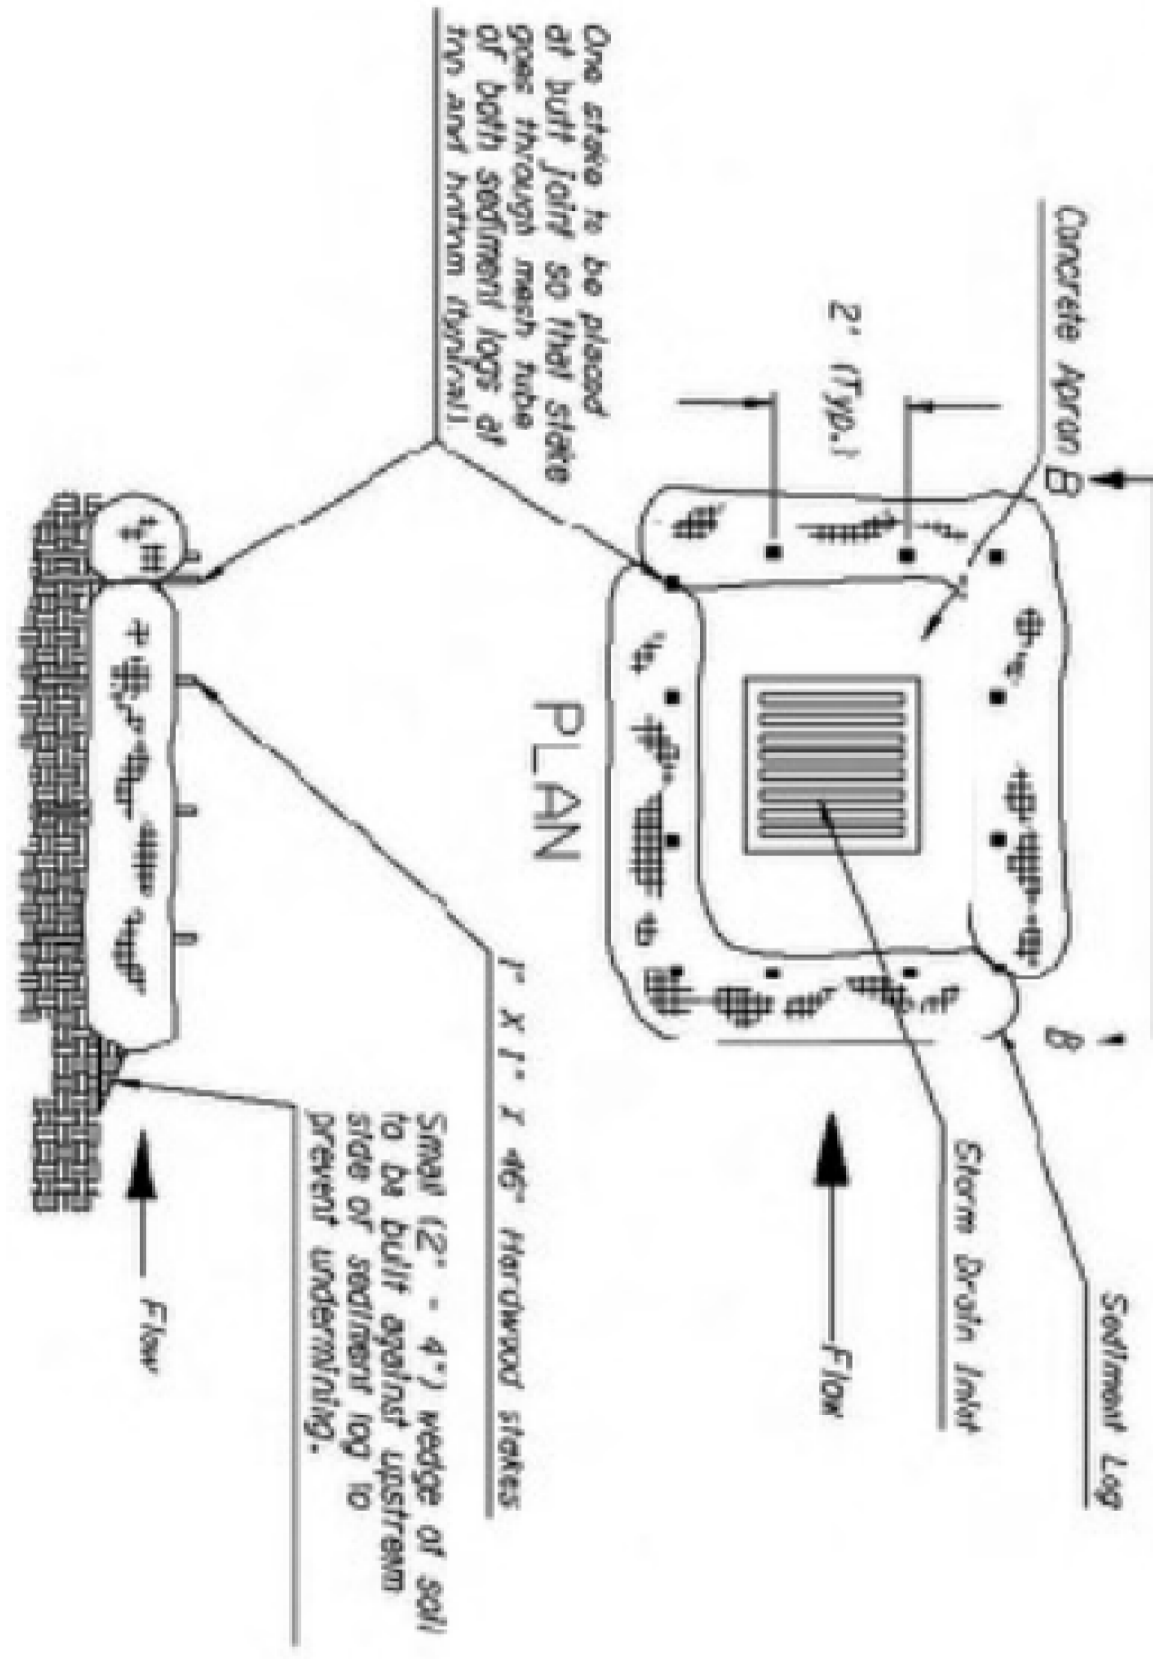 Sediment Log
Storm Drain Inlet
Flow
B
B
Concrete Apron
2' (Typ.)
PLAN
One stake to be placed
at butt joint so that stake
goes through mesh tube
of both sediment logs at
top and bottom (typical).
1" X 1" X 46" Hardwood stakes
Small (2" - 4") wedge of soil
to be built against upstream
side of sediment log to
prevent undermining.
Flow